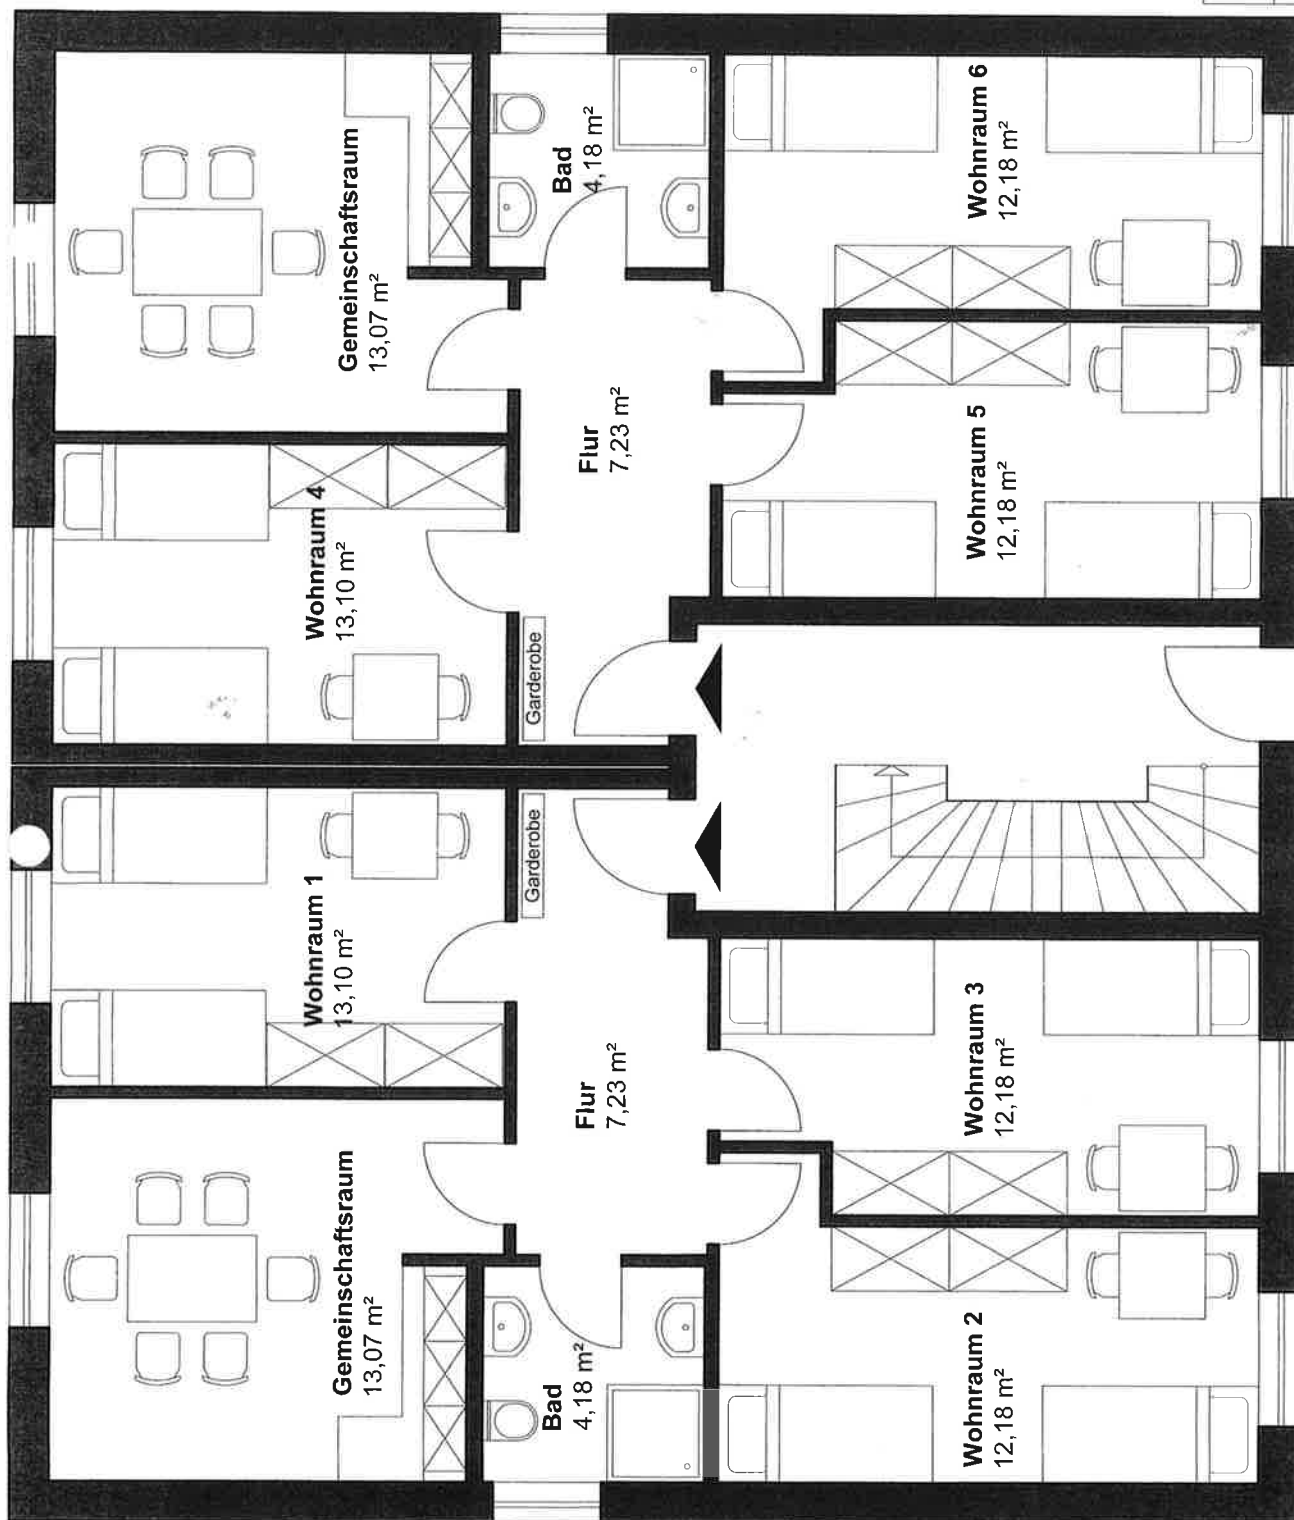 Gemeinschaftsraum
13,07 m²
Bad
4,18 m²
Wohnraum 2
12,18 m²
Flur
7,23 m²
Wohnraum 1
13,10 m²
Wohnraum 3
12,18 m²
Garderobe
Garderobe
Wohnraum 4
13,10 m²
Flur
7,23 m²
Wohnraum 5
12,18 m²
Gemeinschaftsraum
13,07 m²
Bad
4,18 m²
Wohnraum 6
12,18 m²